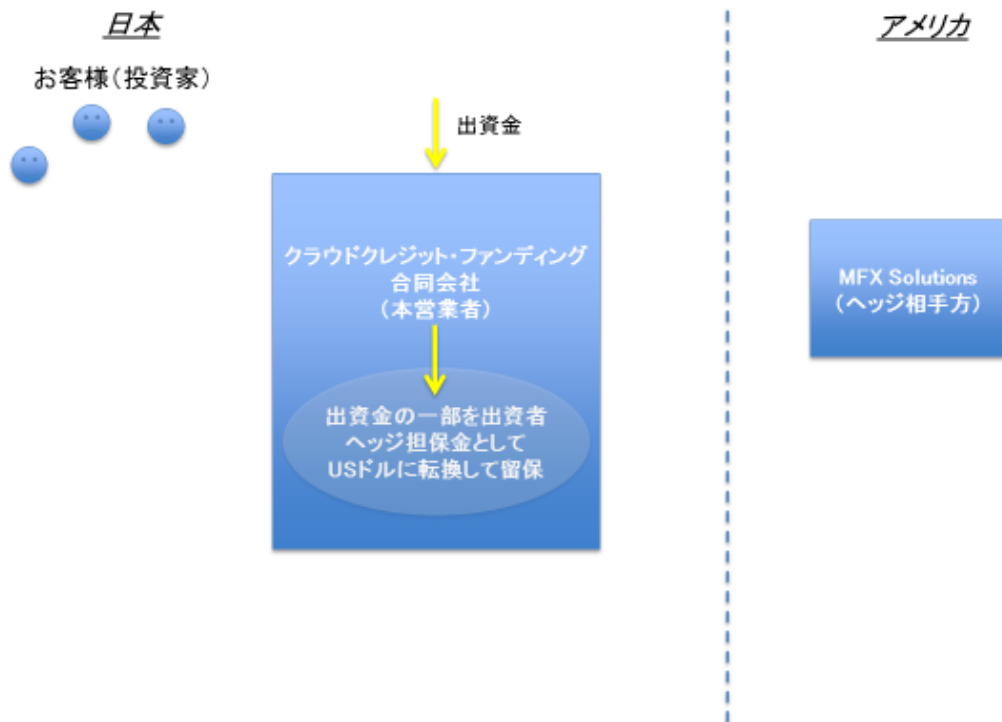 日本
アメリカ
お客様(投資家)
出資金
クラウドクレジット・ファンディング
合同会社
(本営業者)
出資金の一部を出資者
ヘッジ担保金として
USドルに転換して留保
MFX Solutions
(ヘッジ相手方)